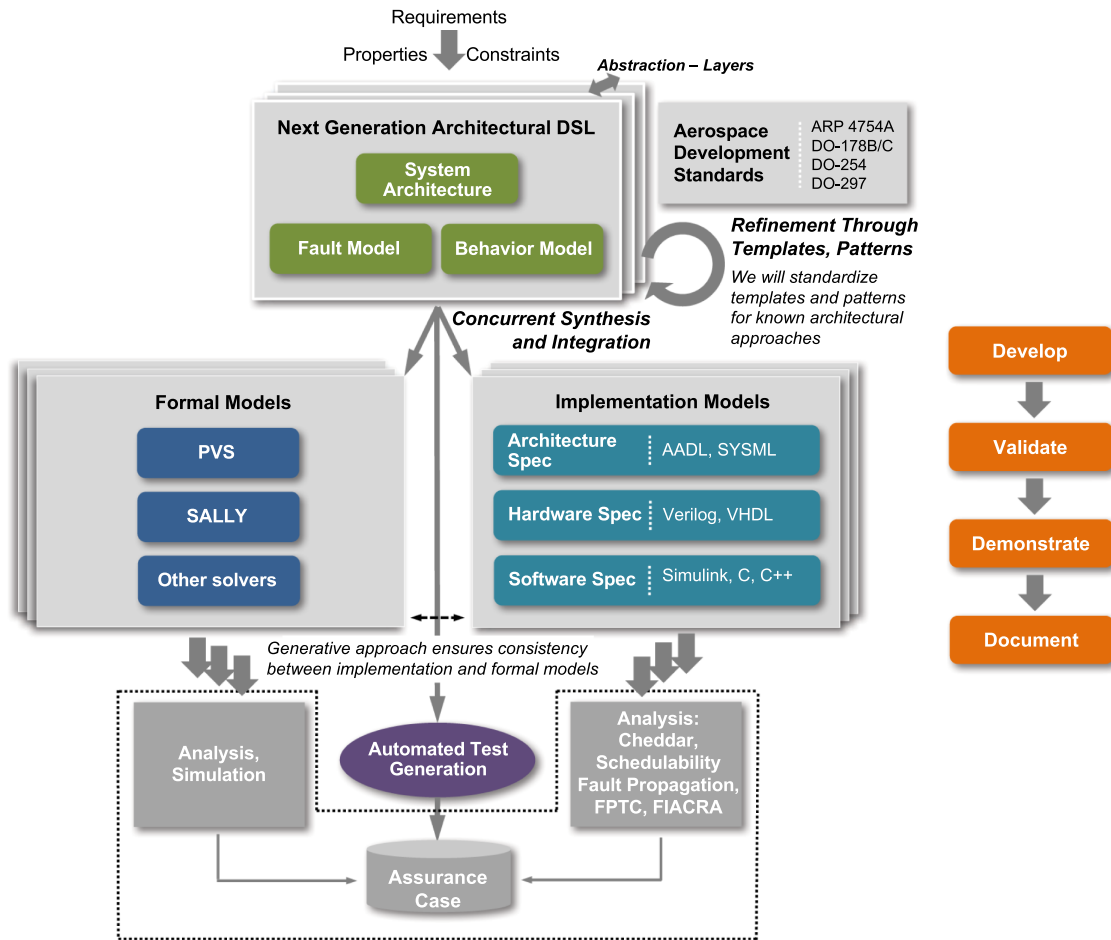 Requirements
Properties
Constraints
Abstraction – Layers
Next Generation Architectural DSL
System
Architecture
Fault Model
Behavior Model
Aerospace
Development
Standards
ARP 4754A
DO-178B/C
DO-254
DO-297
Refinement Through
Templates, Patterns
We will standardize
templates and patterns
for known architectural
approaches
Concurrent Synthesis
and Integration
Formal Models
PVS
SALLY
Other solvers
Implementation Models
Architecture
Spec
AADL, SYSML
Hardware Spec
Verilog, VHDL
Software Spec
Simulink, C, C++
Generative approach ensures consistency
between implementation and formal models
Analysis,
Simulation
Automated Test
Generation
Analysis:
Cheddar,
Schedulability
Fault Propagation,
FPTC, FIACRA
Assurance
Case
Develop
Validate
Demonstrate
Document